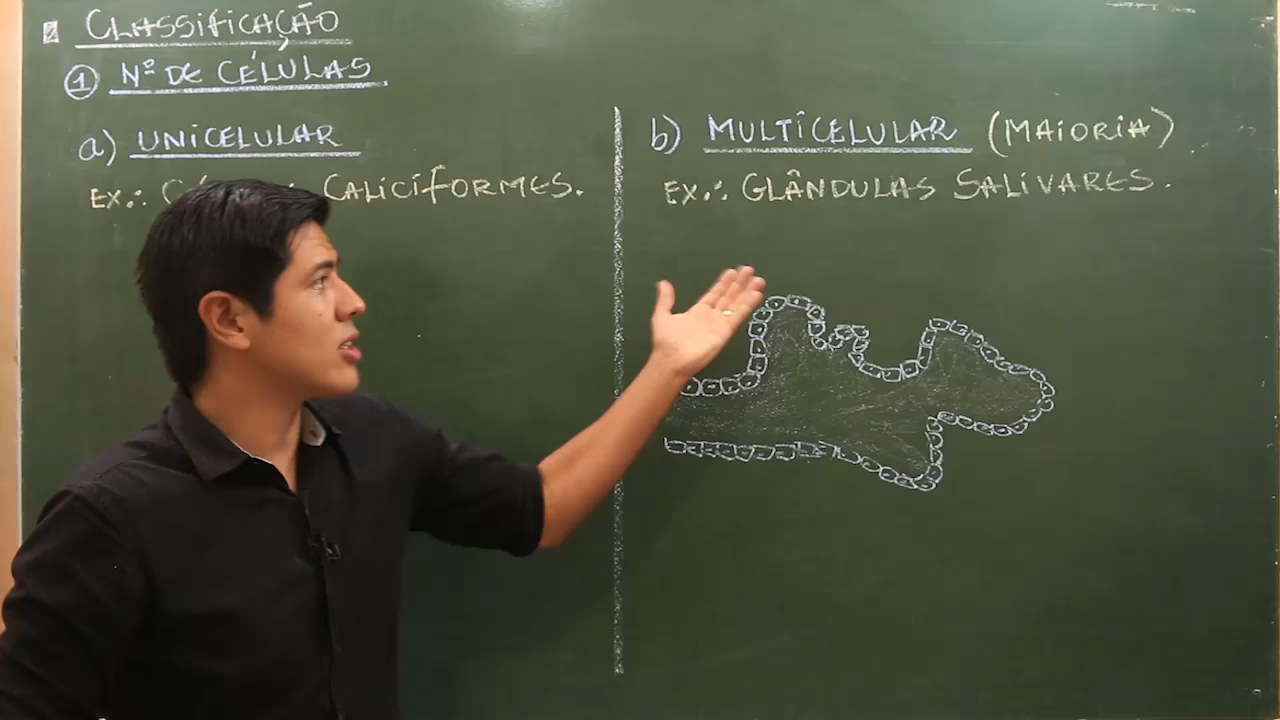 CLASSIFICAÇÃO
① Nº DE CÉLULAS
a) UNICELULAR
EX.: CALICIFORMES.
b) MULTICELULAR (MAIORIA)
EX.: GLÂNDULAS SALIVARES.